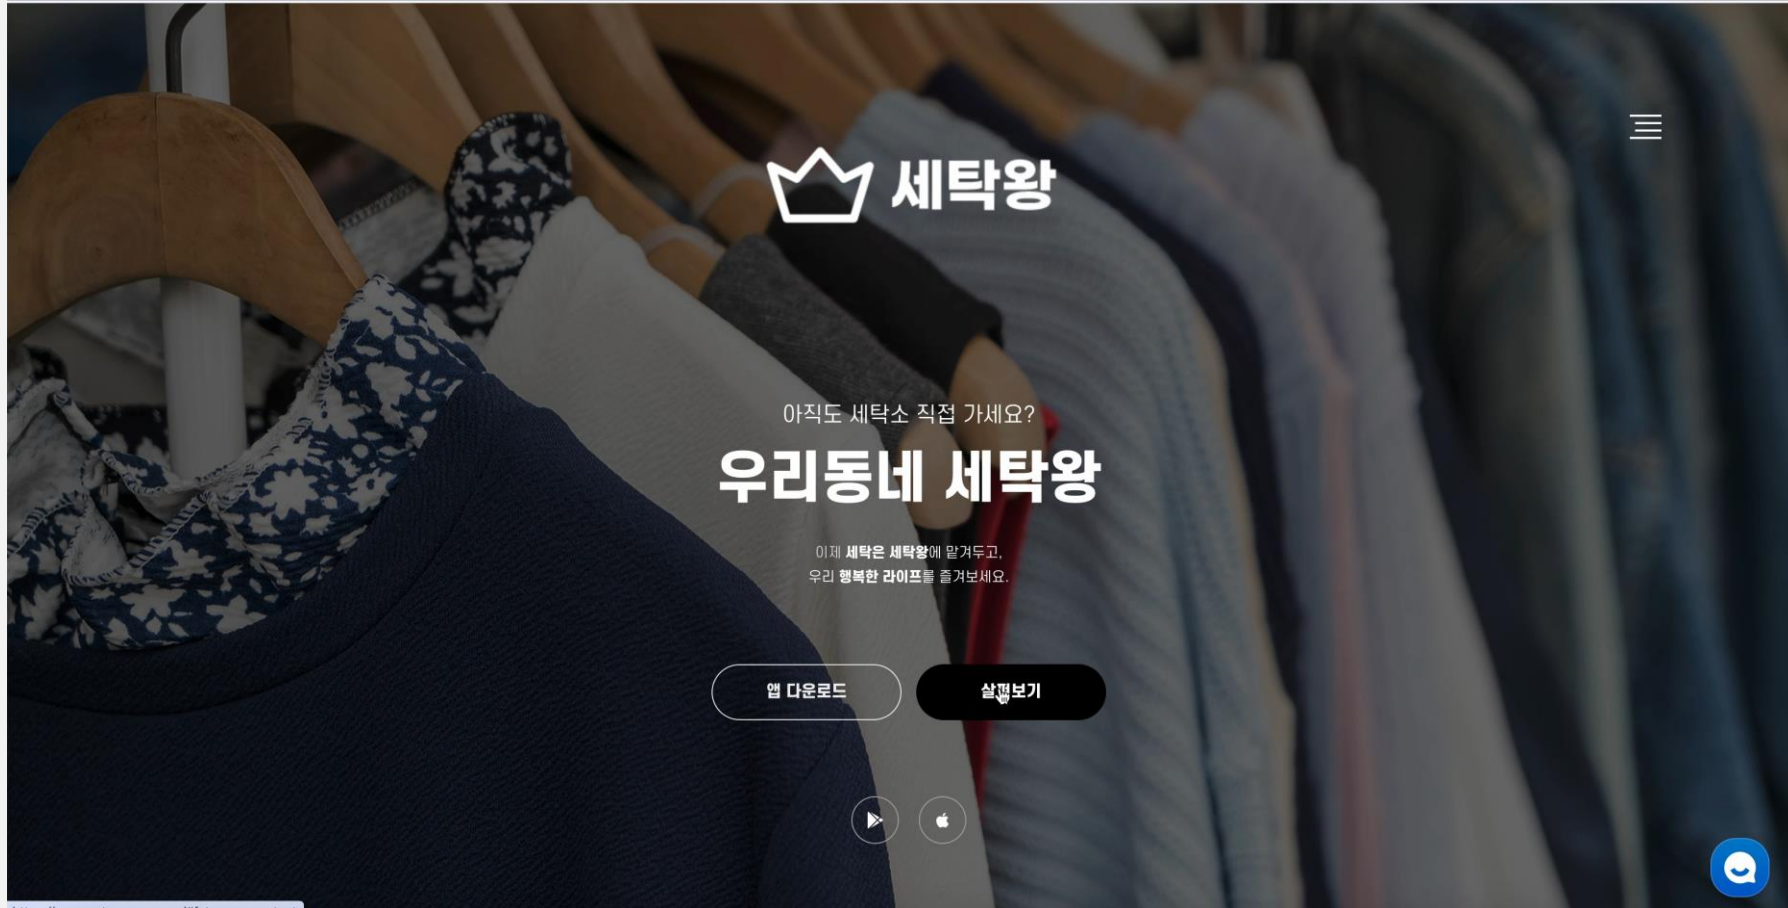 세탁왕
아직도 세탁소 직접 가세요?
우리동네 세탁왕
이제 세탁은 세탁왕에 맡겨두고,
우리 행복한 라이프를 즐겨보세요.
앱 다운로드
살펴보기